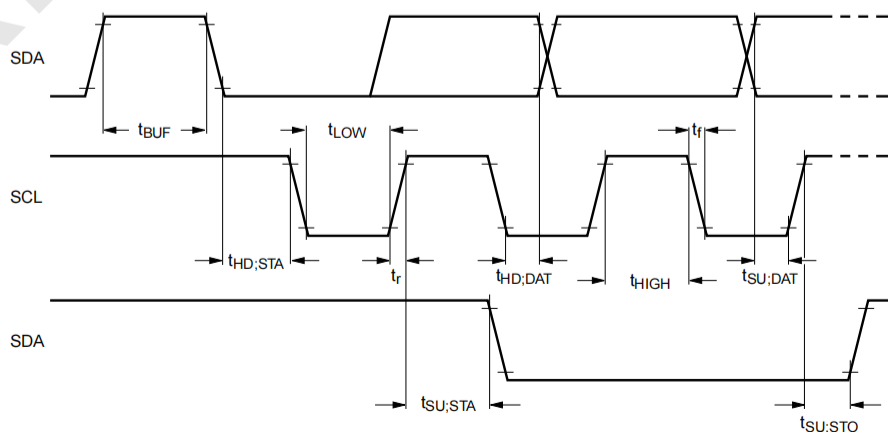 SDA
tBUF tLOW tf
SCL
tHD;STA tr tHD;DAT tHIGH tSU;DAT
SDA
tSU;STA
tSU;STO